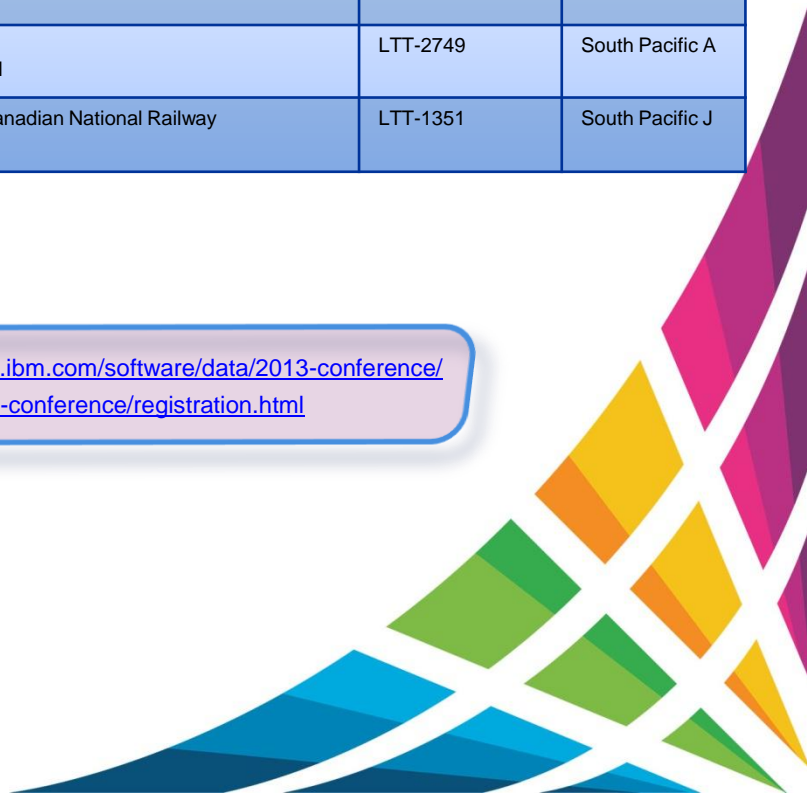 LTT-2749 South Pacific A
anadian National Railway LTT-1351 South Pacific J
.ibm.com/software/data/2013-conference/
-conference/registration.html